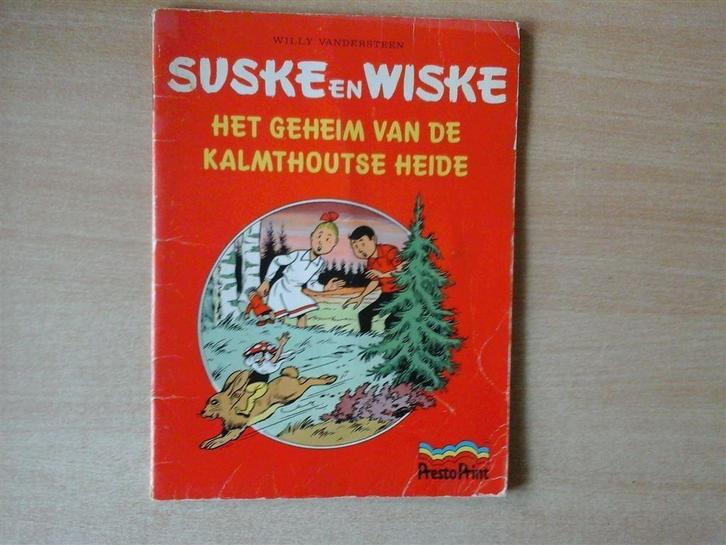 WILLY VANDERSTEEN
SUSKE EN WISKE
HET GEHEIM VAN DE
KALMTHOUTSE HEIDE
Presto Print